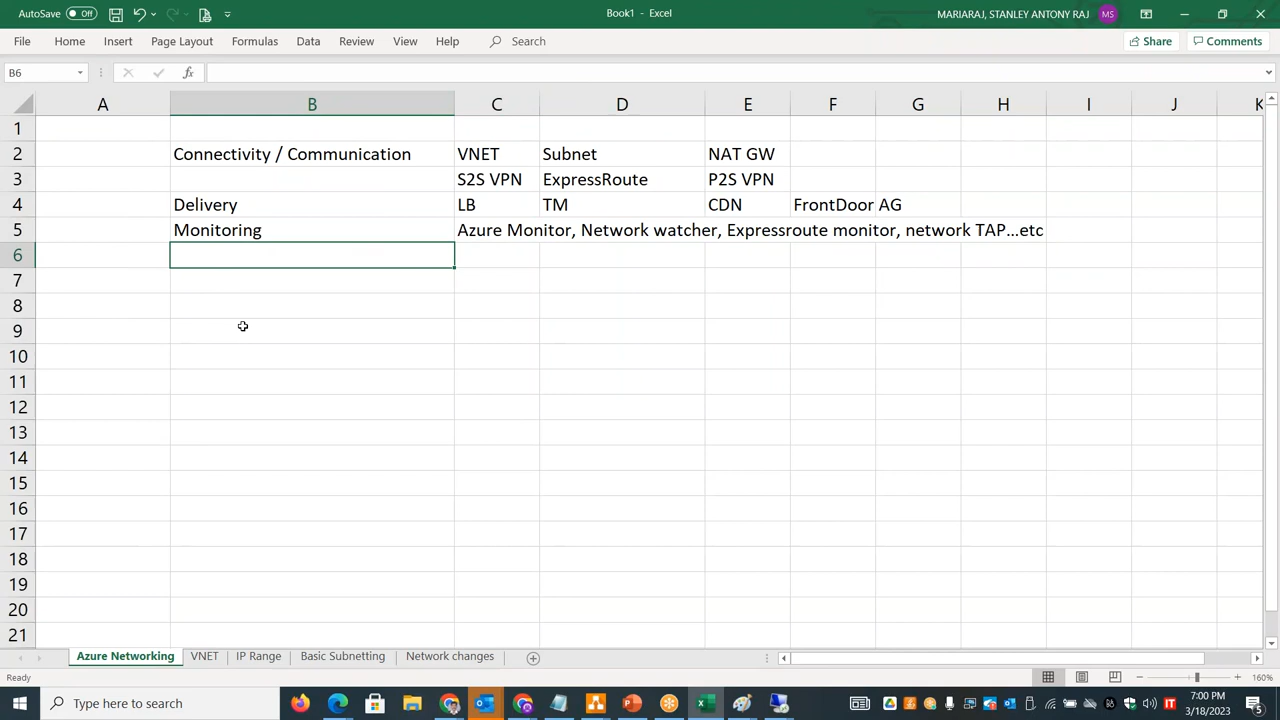 AutoSave Off Book1 - Excel MARIARAJ, STANLEY ANTONY RAJ MS
File Home Insert Page Layout Formulas Data Review View Help Search Share Comments
B6 fx
A B C D E F G H I J K
1
2 Connectivity / Communication VNET Subnet NAT GW
3 S2S VPN ExpressRoute P2S VPN
4 Delivery LB TM CDN FrontDoor AG
5 Monitoring Azure Monitor, Network watcher, Expressroute monitor, network TAP...etc
6
7
8
9
10
11
12
13
14
15
16
17
18
19
20
21
Azure Networking VNET IP Range Basic Subnetting Network changes
Ready 160%
Type here to search 7:00 PM
3/18/2023
IT
5